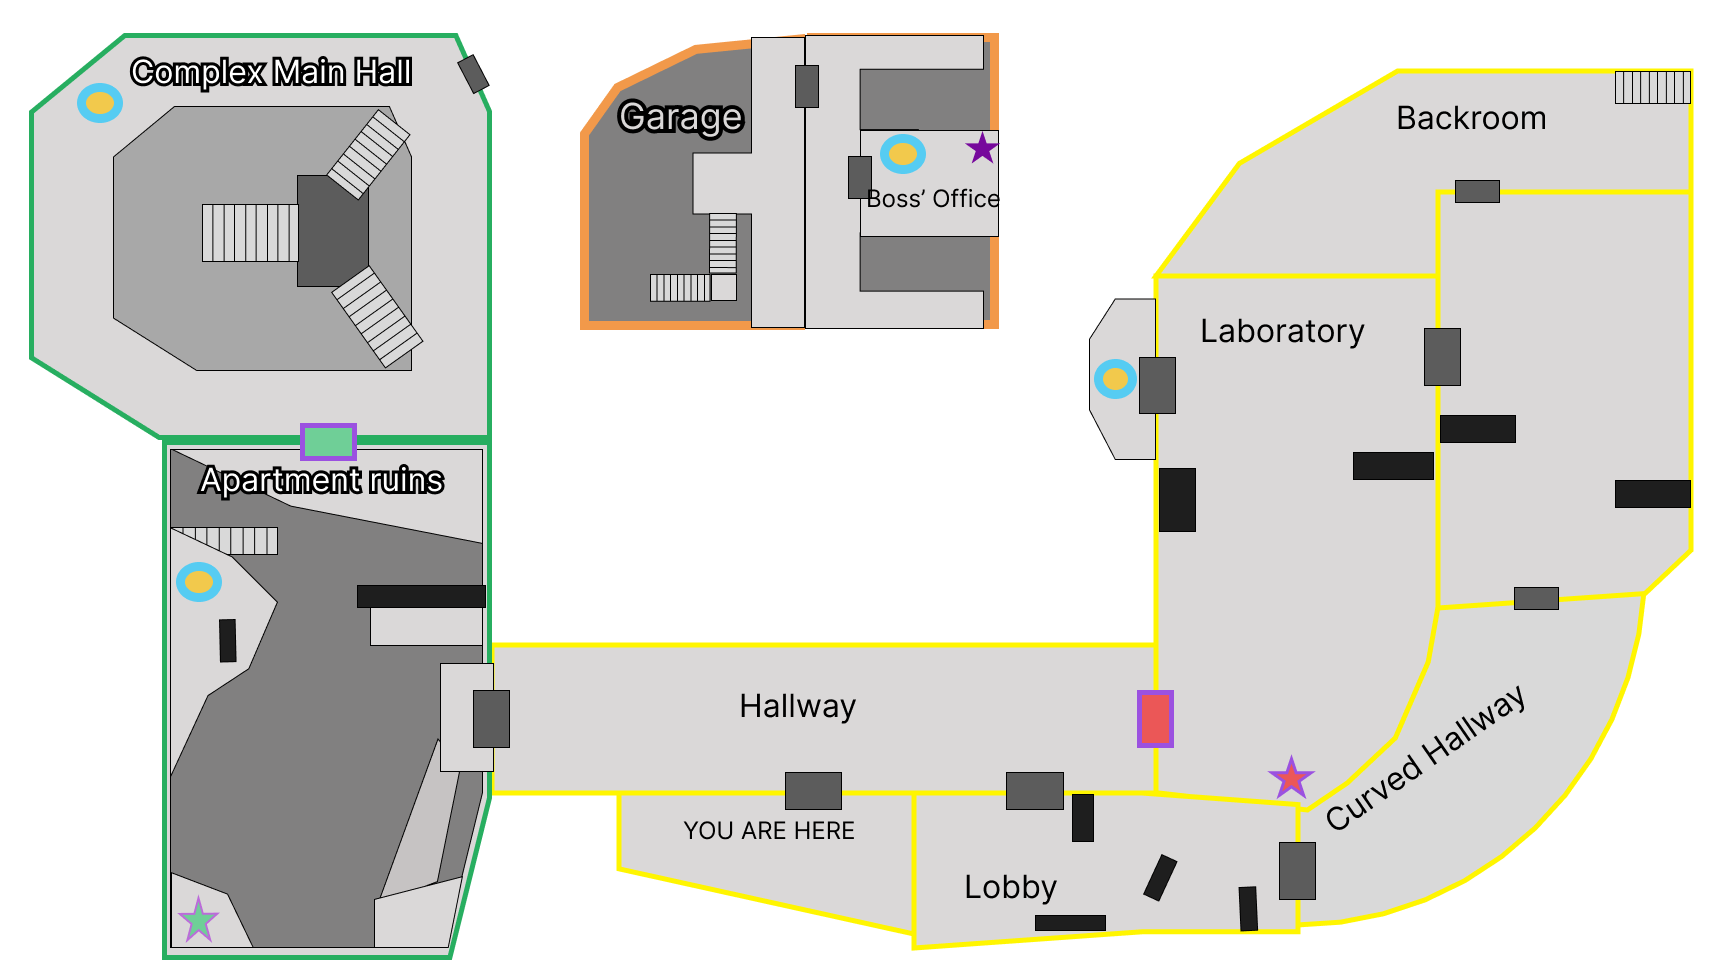 Complex Main Hall
Garage
Boss’ Office
Backroom
Laboratory
Apartment ruins
Hallway
Curved Hallway
YOU ARE HERE
Lobby